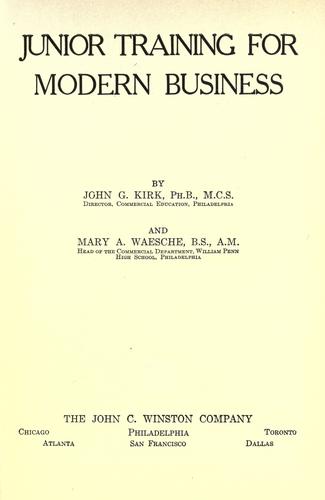 JUNIOR TRAINING FOR
MODERN BUSINESS
BY
JOHN G. KIRK, PH.B., M.C.S.
DIRECTOR, COMMERCIAL EDUCATION, PHILADELPHIA
AND
MARY A. WAESCHE, B.S., A.M.
HEAD OF THE COMMERCIAL DEPARTMENT, WILLIAM PENN
HIGH SCHOOL, PHILADELPHIA
THE JOHN C. WINSTON COMPANY
CHICAGO PHILADELPHIA TORONTO
ATLANTA SAN FRANCISCO DALLAS